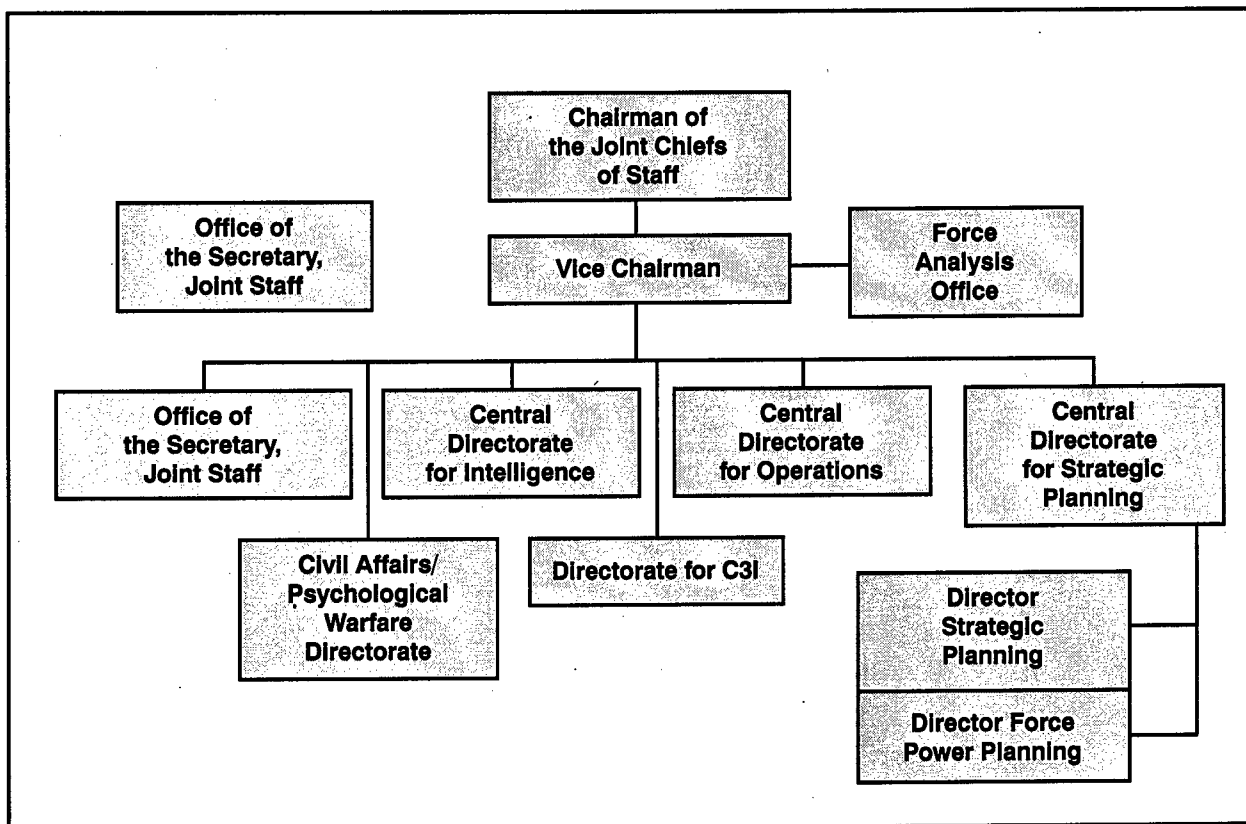 Chairman of
the Joint Chiefs
of Staff
Office of
the Secretary,
Joint Staff
Vice Chairman
Force
Analysis
Office
Office of
the Secretary,
Joint Staff
Central
Directorate
for Intelligence
Central
Directorate
for Operations
Central
Directorate
for Strategic
Planning
Civil Affairs/
Psychological
Warfare
Directorate
Directorate for C3I
Director
Strategic
Planning
Director Force
Power Planning